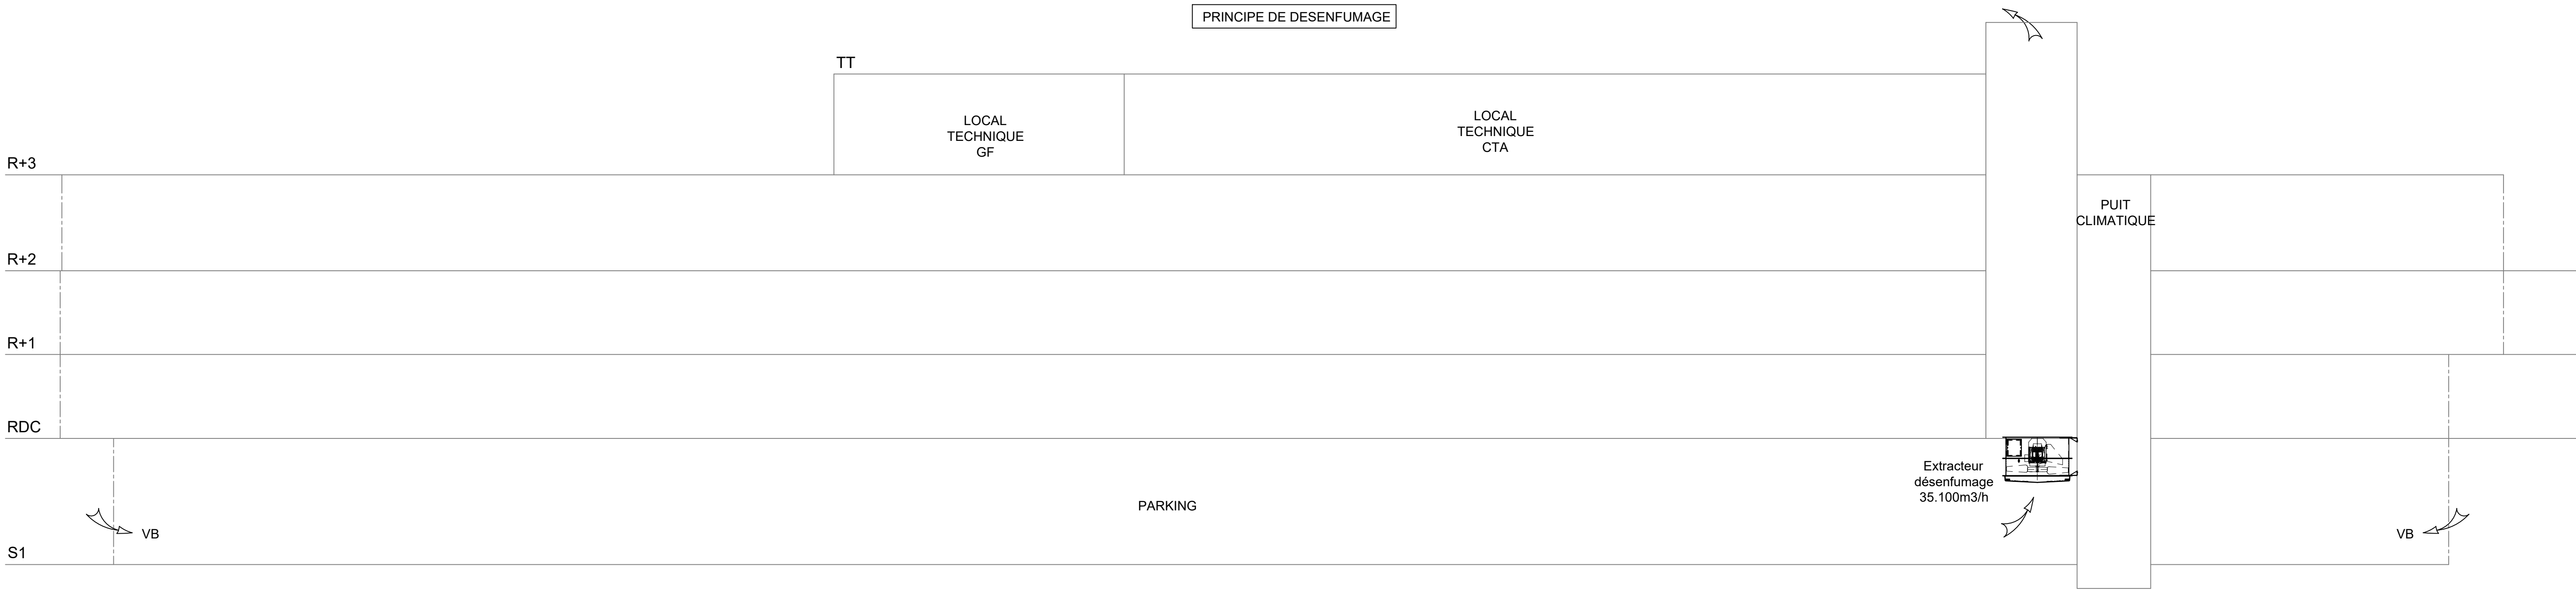 PRINCIPE DE DESENFUMAGE
TT
LOCAL
TECHNIQUE
GF
LOCAL
TECHNIQUE
CTA
R+3
PUIT
CLIMATIQUE
R+2
R+1
RDC
Extracteur
désenfumage
35.100m3/h
PARKING
VB
VB
S1